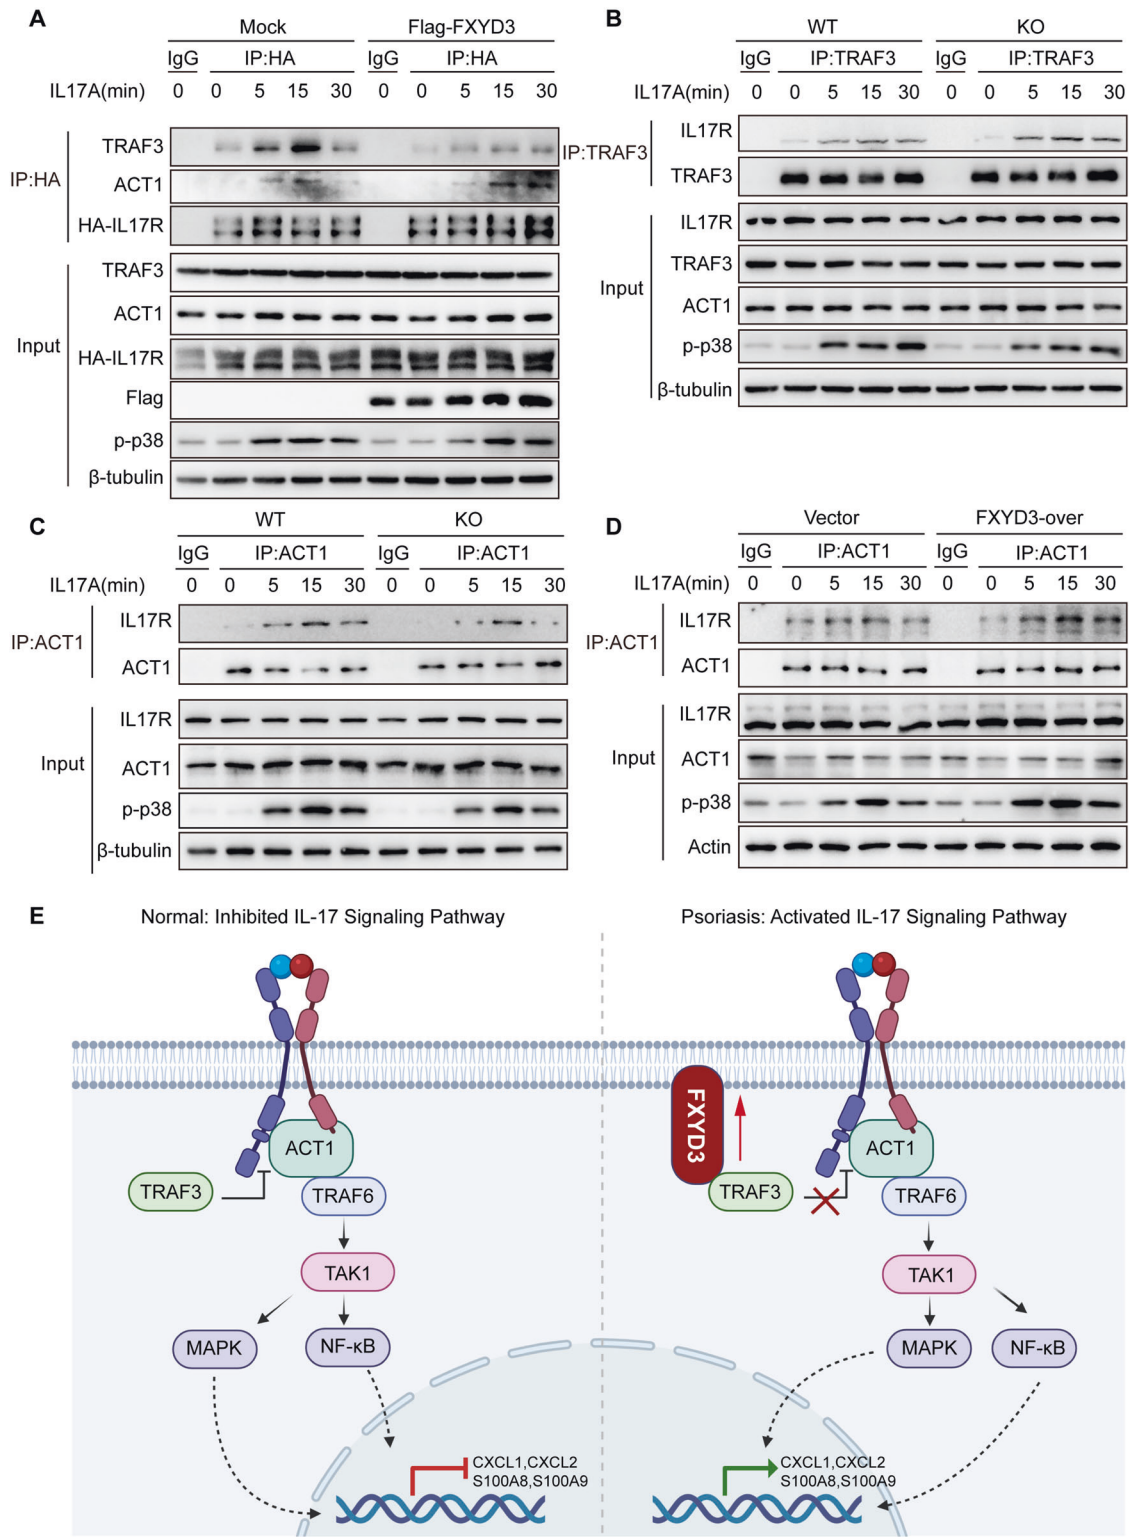 A
Mock Flag-FXYD3
IgG IP:HA IgG IP:HA
IL17A(min) 0 0 5 15 30 0 0 5 15 30
IP:HA
TRAF3
ACT1
HA-IL17R
Input
TRAF3
ACT1
HA-IL17R
Flag
p-p38
β-tubulin
B
WT KO
IgG IP:TRAF3 IgG IP:TRAF3
IL17A(min) 0 0 5 15 30 0 0 5 15 30
IP:TRAF3
IL17R
TRAF3
Input
IL17R
TRAF3
ACT1
p-p38
β-tubulin
C
WT KO
IgG IP:ACT1 IgG IP:ACT1
IL17A(min) 0 0 5 15 30 0 0 5 15 30
IP:ACT1
IL17R
ACT1
Input
IL17R
ACT1
p-p38
β-tubulin
D
Vector FXYD3-over
IgG IP:ACT1 IgG IP:ACT1
IL17A(min) 0 0 5 15 30 0 0 5 15 30
IP:ACT1
IL17R
ACT1
Input
IL17R
ACT1
p-p38
Actin
E
Normal: Inhibited IL-17 Signaling Pathway
ACT1
TRAF3
TRAF6
TAK1
MAPK
NF-κB
CXCL1,CXCL2
S100A8,S100A9
Psoriasis: Activated IL-17 Signaling Pathway
FXYD3
ACT1
TRAF3
TRAF6
TAK1
MAPK
NF-κB
CXCL1,CXCL2
S100A8,S100A9